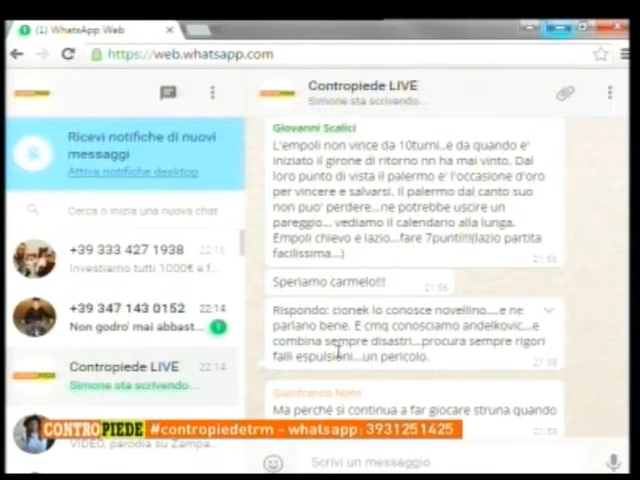 (1) WhatsApp Web
https://web.whatsapp.com
Contropiede LIVE
Simone sta scrivendo...
Ricevi notifiche di nuovi
messaggi
Attiva notifiche desktop
Cerca o inizia una nuova chat
+39 333 427 1938 22:16
Investiamo tutti 1000€ e f...
+39 347 143 0152 22:14
Non godro' mai abbast... 1
Contropiede LIVE 22:14
Simone sta scrivendo...
VIDEO, parodia su Zampa...
Giovanni Scalici
L'empoli non vince da 10turni..e da quando e'
iniziato il girone di ritorno nn ha mai vinto. Dal
loro punto di vista il palermo e' l'occasione d'oro
per vincere e salvarsi. Il palermo dal canto suo
non puo' perdere...ne potrebbe uscire un
pareggio... vediamo il calendario alla lunga.
Empoli chievo e lazio...fare 7punti!!!(lazio partita
facilissima...)
21:55
Speriamo carmelo!!!
21:56
Rispondo: cionek lo conosce novellino....e ne
parlano bene. E cmq conosciamo andelkovic...e
combina sempre disastri...procura sempre rigori
falli espulsioni...un pericolo.
21:58
Gianfranco Noto
Ma perché si continua a far giocare struna quando
21:59
CONTROPIEDE #contropiedetrm - whatsapp: 3931251425
Scrivi un messaggio